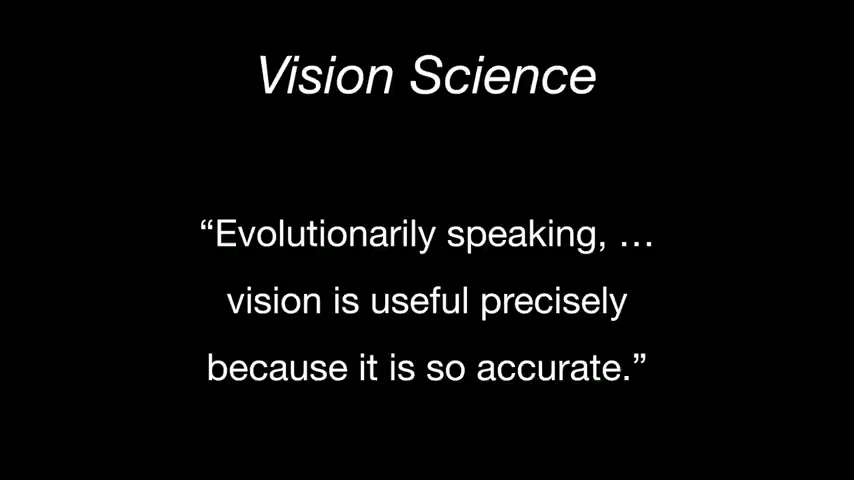 Vision Science
“Evolutionarily speaking, …
vision is useful precisely
because it is so accurate.”